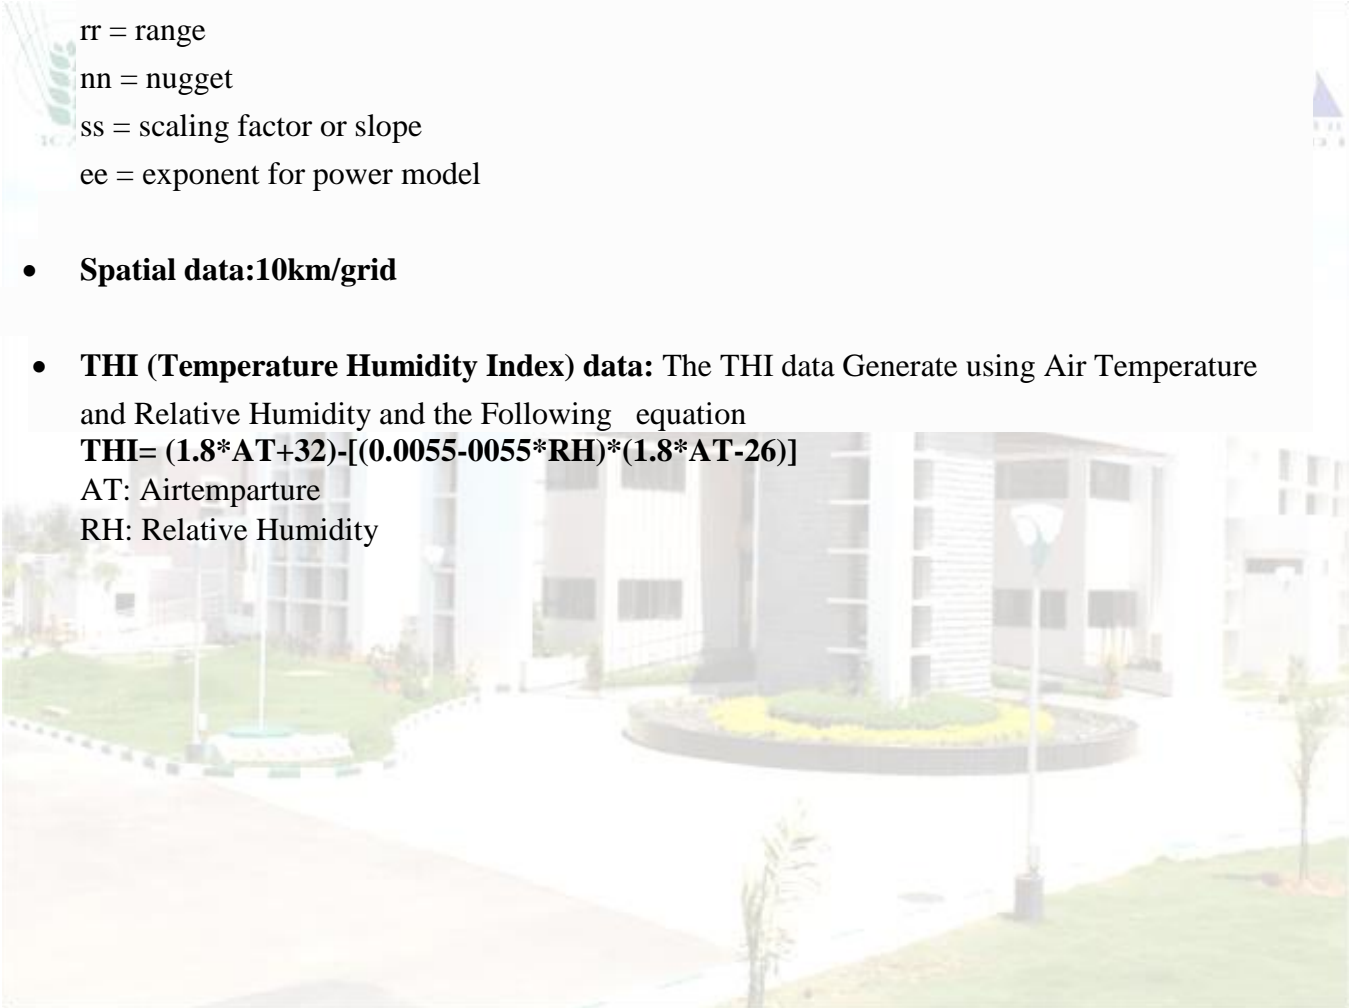 rr = range
nn = nugget
ss = scaling factor or slope
ee = exponent for power model
• Spatial data:10km/grid
• THI (Temperature Humidity Index) data: The THI data Generate using Air Temperature
and Relative Humidity and the Following equation
THI= (1.8*AT+32)-[(0.0055-0055*RH)*(1.8*AT-26)]
AT: Airtemparture
RH: Relative Humidity